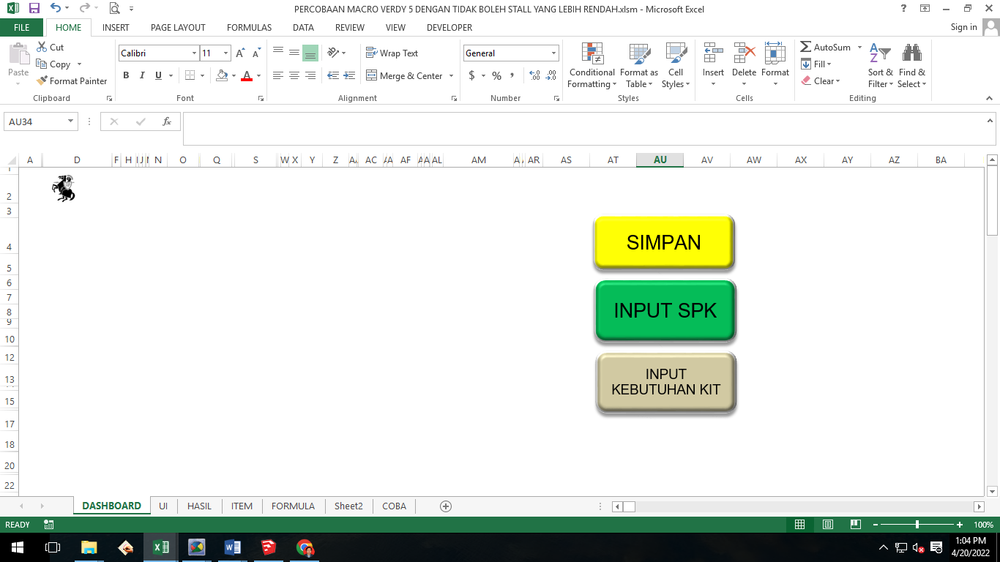 PERCOBAAN MACRO VERDY 5 DENGAN TIDAK BOLEH STALL YANG LEBIH RENDAH.xlsm - Microsoft Excel
FILE HOME INSERT PAGE LAYOUT FORMULAS DATA REVIEW VIEW DEVELOPER Sign in
Paste
Cut
Copy
Format Painter
Clipboard
Calibri 11
B I U A
Font
Wrap Text
Merge & Center
Alignment
General
$ % ,
Number
Conditional Formatting
Format as Table
Cell Styles
Styles
Insert
Delete
Format
Cells
AutoSum
Fill
Clear
Sort & Filter
Find & Select
Editing
AU34
fx
A D F H I J N O Q S W X Y Z AC AF AL AM AR AS AT AU AV AW AX AY AZ BA
1
2
3
4
5
6
7
8
9
10
12
13
15
17
18
20
22
SIMPAN
INPUT SPK
INPUT
KEBUTUHAN KIT
DASHBOARD UI HASIL ITEM FORMULA Sheet2 COBA
READY
100%
1:04 PM
4/20/2022